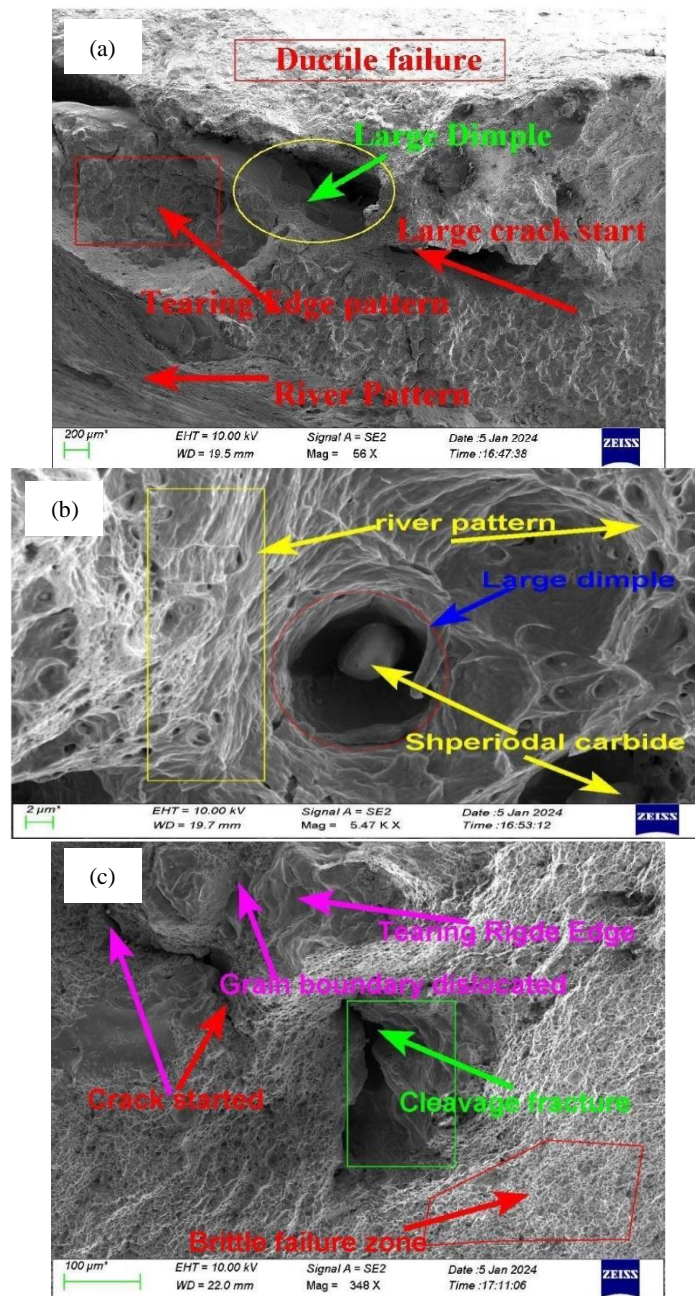 (a)
Ductile failure
Large Dimple
Large crack start
Tearing Edge pattern
River Pattern
200 µm*
EHT = 10.00 kV
Signal A = SE2
Date :5 Jan 2024
WD = 19.5 mm
Mag = 56 X
Time :16:47:38
ZEISS
(b)
river pattern
Large dimple
Shperiodal carbide
2 µm*
EHT = 10.00 kV
Signal A = SE2
Date :5 Jan 2024
WD = 19.7 mm
Mag = 5.47 K X
Time :16:53:12
ZEISS
(c)
Tearing Rigde Edge
Grain boundary dislocated
Crack started
Cleavage fracture
Brittle failure zone
100 µm*
EHT = 10.00 kV
Signal A = SE2
Date :5 Jan 2024
WD = 22.0 mm
Mag = 348 X
Time :17:11:06
ZEISS